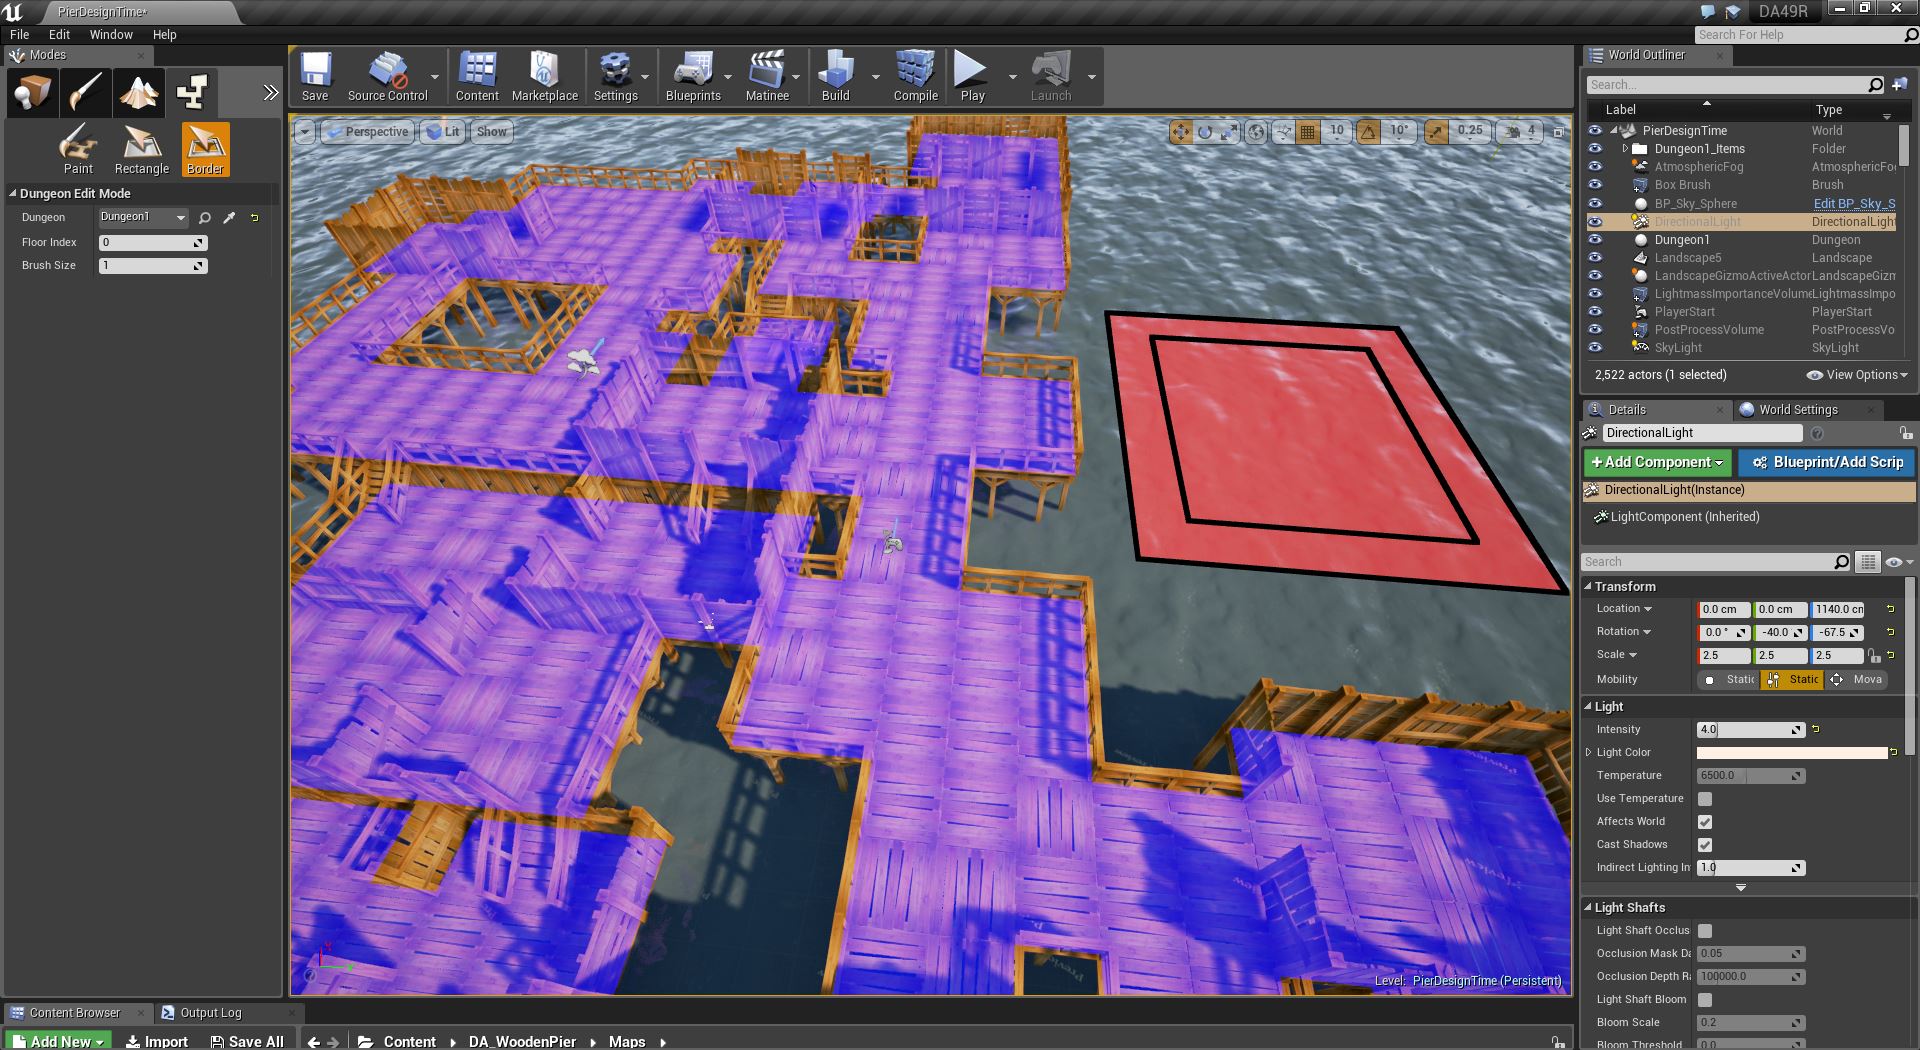 PierDesignTime*
DA49R
File Edit Window Help
Search For Help
Modes
Save
Source Control
Content
Marketplace
Settings
Blueprints
Matinee
Build
Compile
Play
Launch
Paint Rectangle Border
Dungeon Edit Mode
Dungeon Dungeon1
Floor Index 0
Brush Size 1
Perspective Lit Show
10 10° 0.25 4
Level: PierDesignTime (Persistent)
World Outliner
Search...
Label Type
PierDesignTime World
Dungeon1_Items Folder
AtmosphericFog AtmosphericFo
Box Brush Brush
BP_Sky_Sphere Edit BP_Sky_S
DirectionalLight DirectionalLight
Dungeon1 Dungeon
Landscape5 Landscape
LandscapeGizmoActiveActor LandscapeGizm
LightmassImportanceVolume LightmassImpo
PlayerStart PlayerStart
PostProcessVolume PostProcessVo
SkyLight SkyLight
2,522 actors (1 selected) View Options
Details World Settings
DirectionalLight
+Add Component Blueprint/Add Scrip
DirectionalLight(Instance)
LightComponent (Inherited)
Search
Transform
Location 0.0 cm 0.0 cm 1140.0 cm
Rotation 0.0 ° -40.0 -67.5
Scale 2.5 2.5 2.5
Mobility Static Static Mova
Light
Intensity 4.0
Light Color
Temperature 6500.0
Use Temperature
Affects World
Cast Shadows
Indirect Lighting In 1.0
Light Shafts
Light Shaft Occlus
Occlusion Mask Da 0.05
Occlusion Depth Ra 100000.0
Light Shaft Bloom
Bloom Scale 0.2
Bloom Threshold 0.0
Content Browser Output Log
Add New Import Save All Content DA_WoodenPier Maps